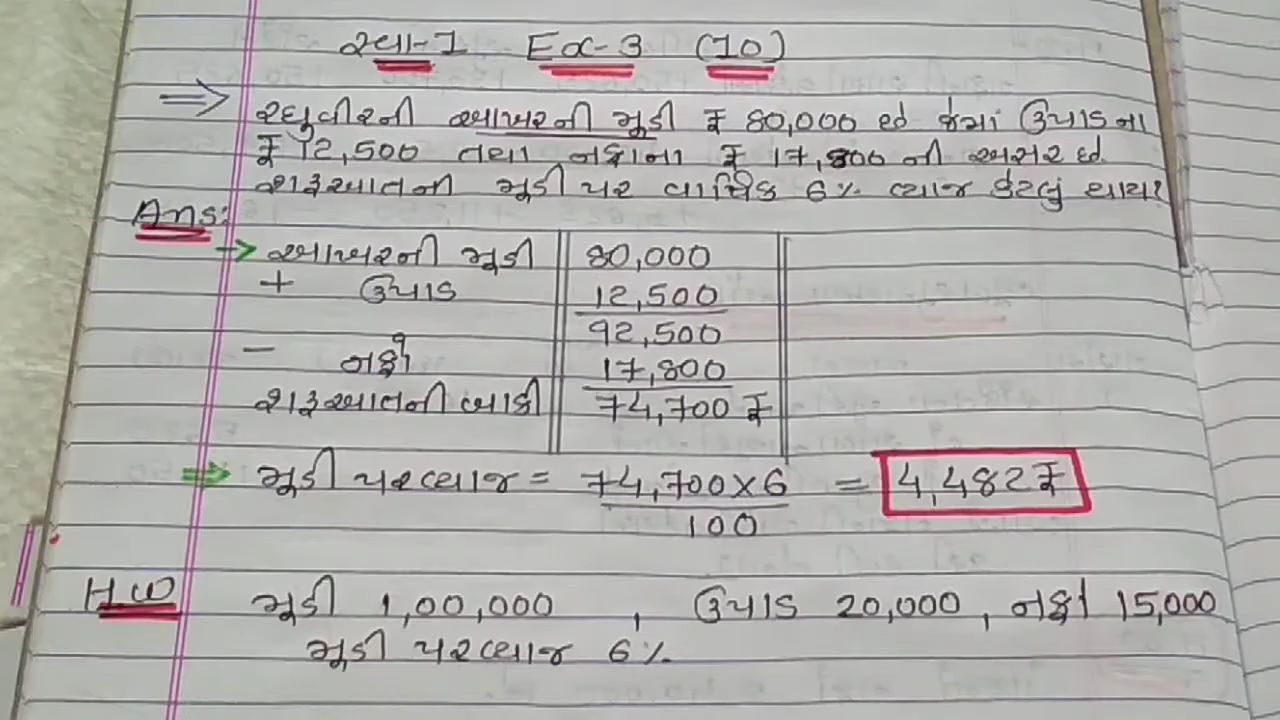 સ્વા-1 Ex-3 (10)
⇒ રઘુવીરની આખરની મૂડી ₹ 80,000 છે જેમાં ઉપાડના
₹ 12,500 તથા નફાના ₹ 17,800 ની અસર છે
શરૂઆતની મૂડી પર વાર્ષિક 6% વ્યાજ કેટલું થાય?
Ans:
→ આખરની મૂડી 80,000
+ ઉપાડ 12,500
92,500
- નફો 17,800
શરૂઆતની બાકી 74,700 ₹
⇒ મૂડી પર વ્યાજ = 74,700×6 = 4,482 ₹
100
H.W મૂડી 1,00,000 , ઉપાડ 20,000, નફો 15,000
મૂડી પર વ્યાજ 6%